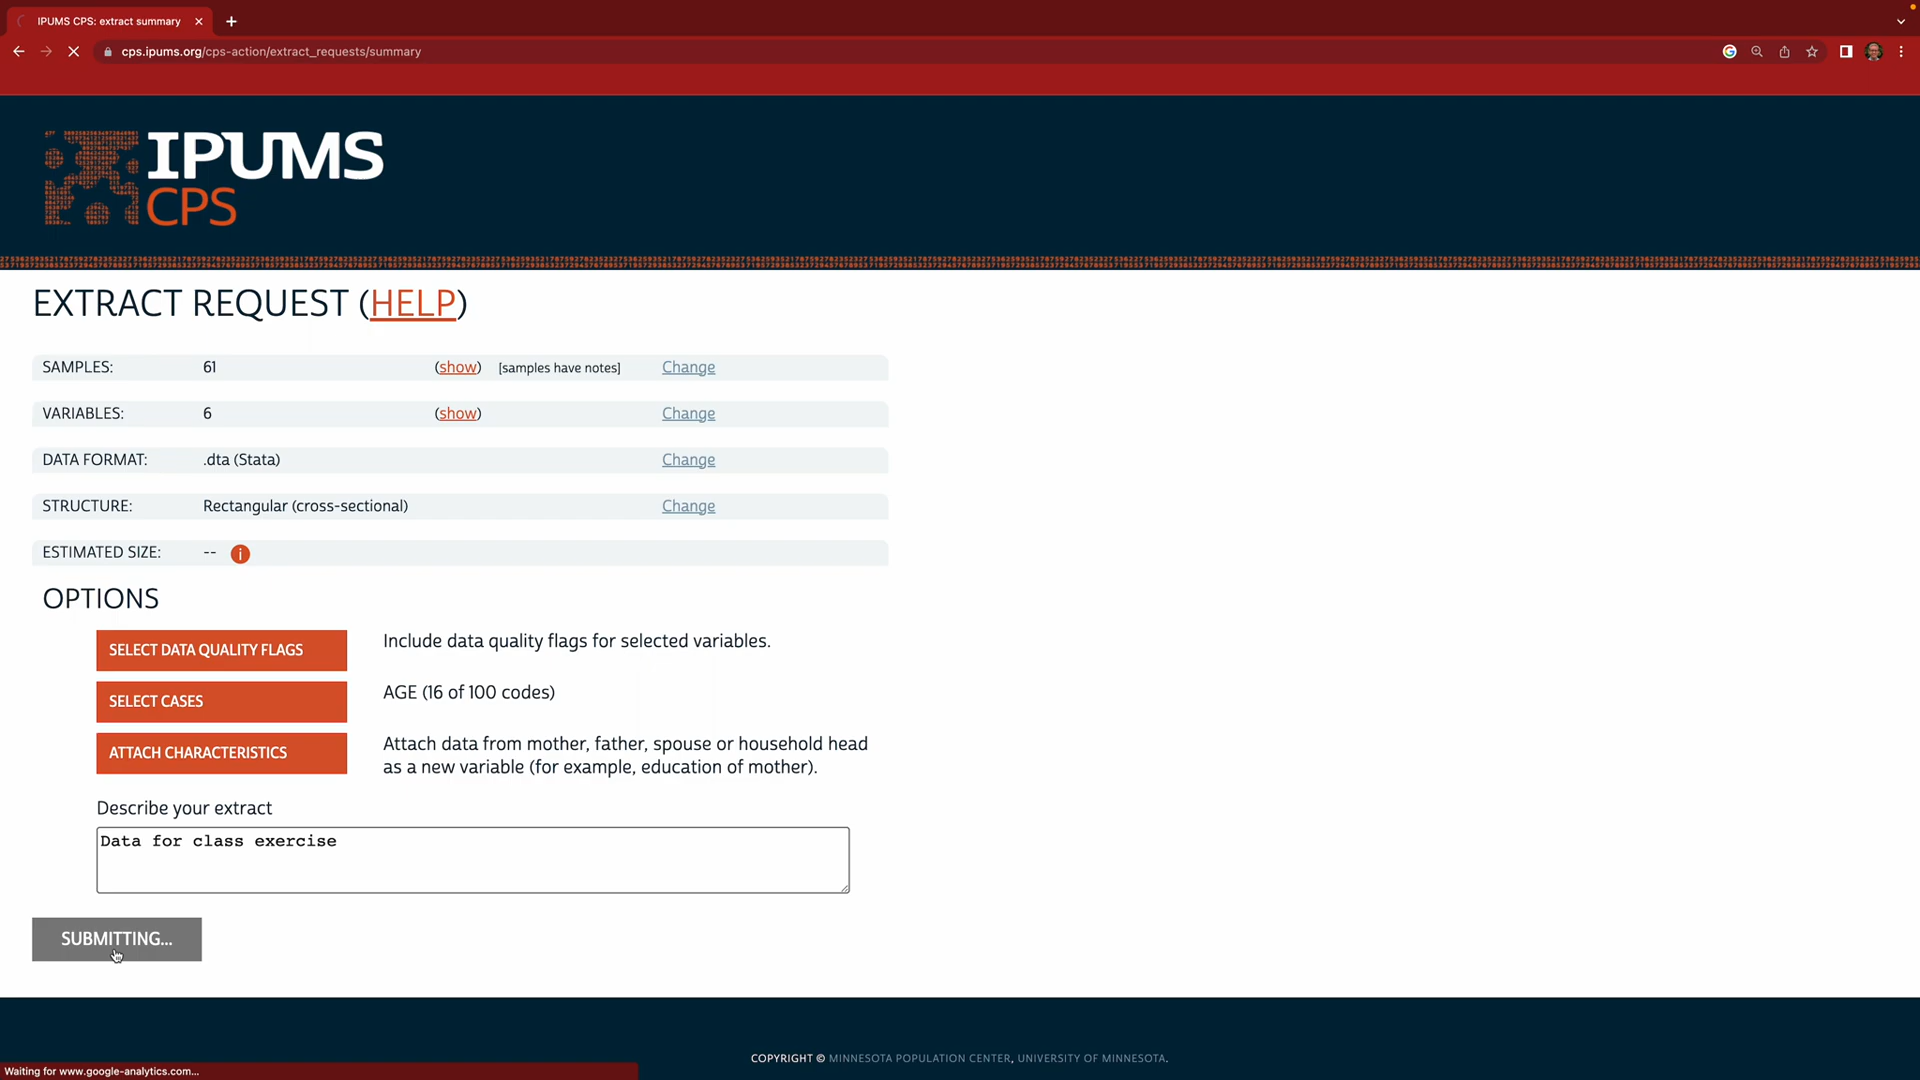 IPUMS CPS: extract summary
cps.ipums.org/cps-action/extract_requests/summary
IPUMS
CPS
EXTRACT REQUEST (HELP)
SAMPLES: 61 (show) [samples have notes] Change
VARIABLES: 6 (show) Change
DATA FORMAT: .dta (Stata) Change
STRUCTURE: Rectangular (cross-sectional) Change
ESTIMATED SIZE: -- i
OPTIONS
SELECT DATA QUALITY FLAGS Include data quality flags for selected variables.
SELECT CASES AGE (16 of 100 codes)
ATTACH CHARACTERISTICS Attach data from mother, father, spouse or household head
as a new variable (for example, education of mother).
Describe your extract
Data for class exercise
SUBMITTING...
COPYRIGHT © MINNESOTA POPULATION CENTER, UNIVERSITY OF MINNESOTA.
Waiting for www.google-analytics.com...